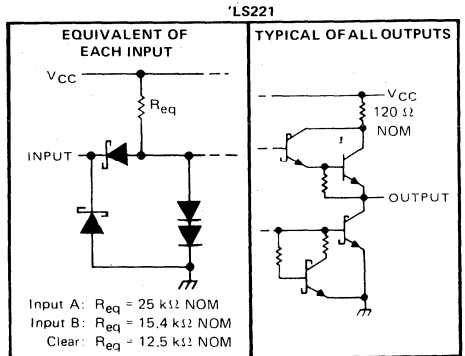 'LS221
EQUIVALENT OF
EACH INPUT
VCC
Req
INPUT
Input A: Req = 25 kΩ NOM
Input B: Req = 15.4 kΩ NOM
Clear: Req = 12.5 kΩ NOM
TYPICAL OF ALL OUTPUTS
VCC
120 Ω
NOM
OUTPUT